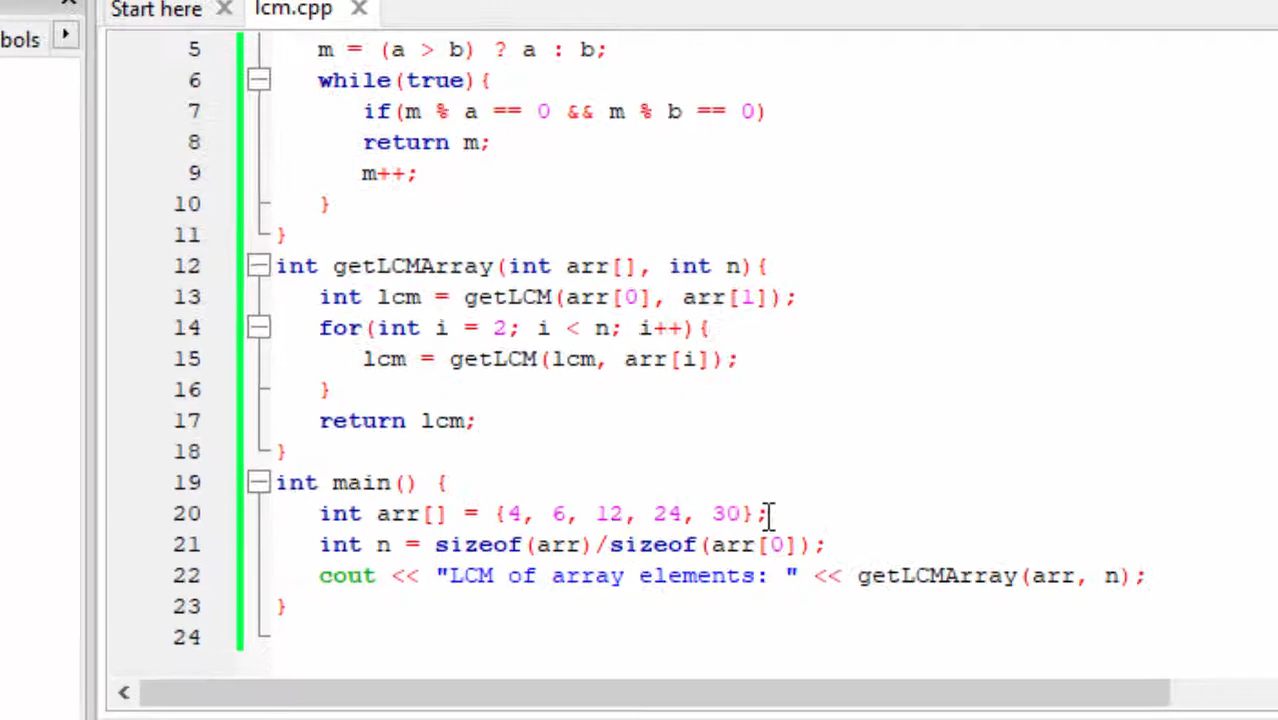 Start here
lcm.cpp
bols
5 m = (a > b) ? a : b;
6 while(true){
7 if(m % a == 0 && m % b == 0)
8 return m;
9 m++;
10 }
11 }
12 int getLCMArray(int arr[], int n){
13 int lcm = getLCM(arr[0], arr[1]);
14 for(int i = 2; i < n; i++){
15 lcm = getLCM(lcm, arr[i]);
16 }
17 return lcm;
18 }
19 int main() {
20 int arr[] = {4, 6, 12, 24, 30};
21 int n = sizeof(arr)/sizeof(arr[0]);
22 cout << "LCM of array elements: " << getLCMArray(arr, n);
23 }
24